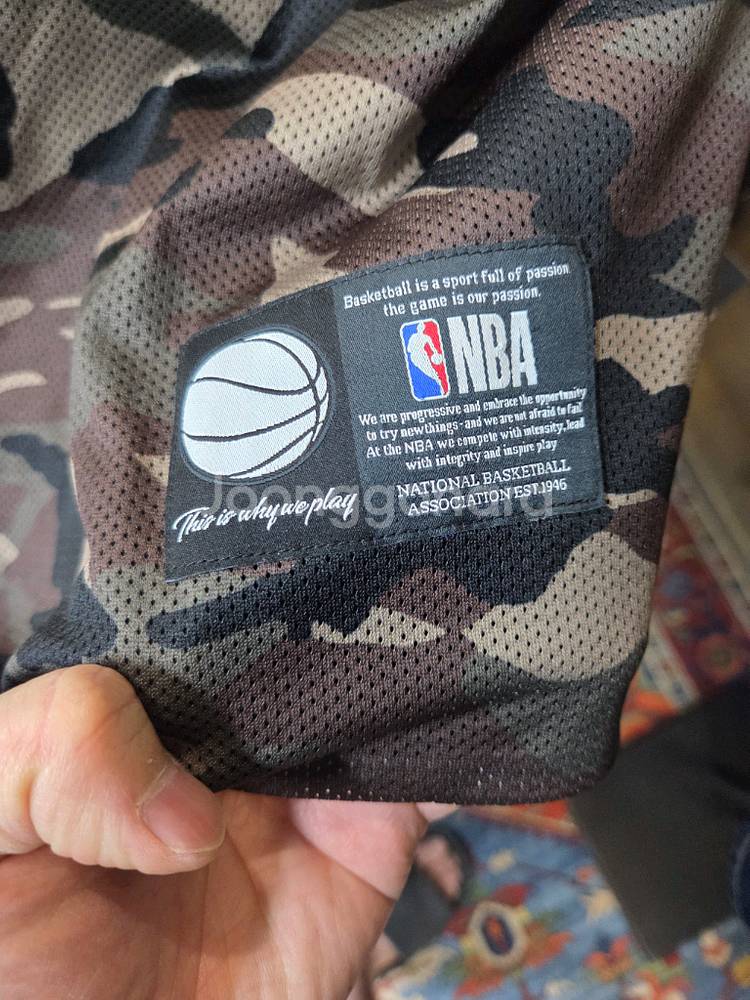 Basketball is a sport full of passion
the game is our passion.
NBA
We are progressive and embrace the opportunity
to try newthings-and we are not afraid to fail
At the NBA we compete with intensity.lead
with integrity and inspire play
NATIONAL BASKETBALL
ASSOCIATION EST.1946
This is why we play
Joonggonara